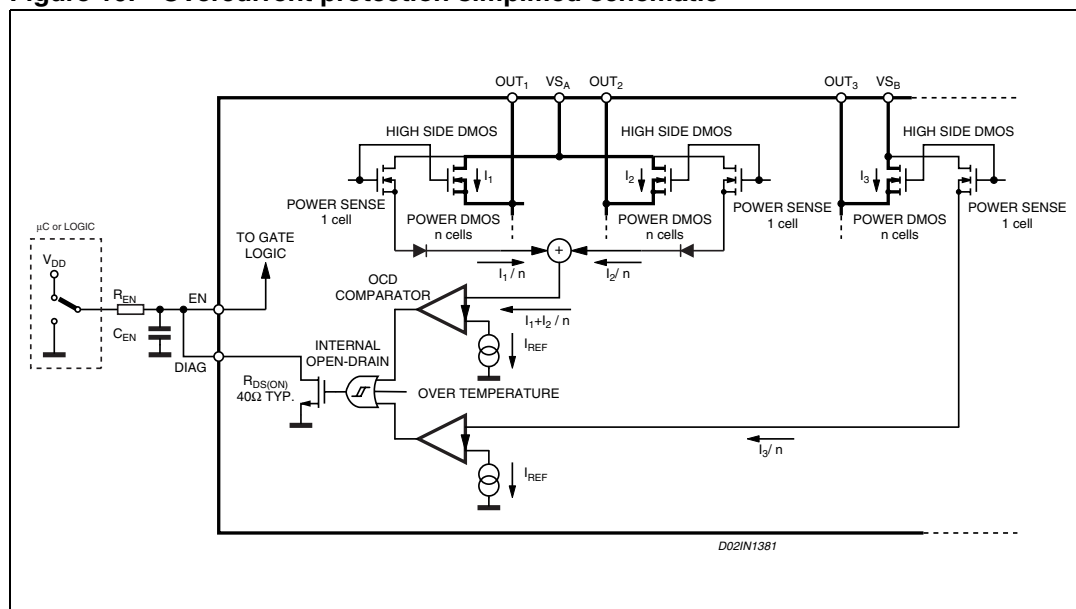 Figure
Overcurrent protection simplified schematic
OUT1 VSA OUT2 OUT3 VSB
HIGH SIDE DMOS
HIGH SIDE DMOS
HIGH SIDE DMOS
I1
I2
I3
POWER SENSE
1 cell
POWER DMOS
n cells
POWER DMOS
n cells
POWER SENSE
1 cell
POWER DMOS
n cells
POWER SENSE
1 cell
μC or LOGIC
TO GATE
LOGIC
VDD
+
I1/ n
I2/ n
REN
EN
OCD
COMPARATOR
I1+I2 / n
CEN
IREF
DIAG
INTERNAL
OPEN-DRAIN
RDS(ON)
40Ω TYP.
OVER TEMPERATURE
I3/ n
IREF
D02IN1381